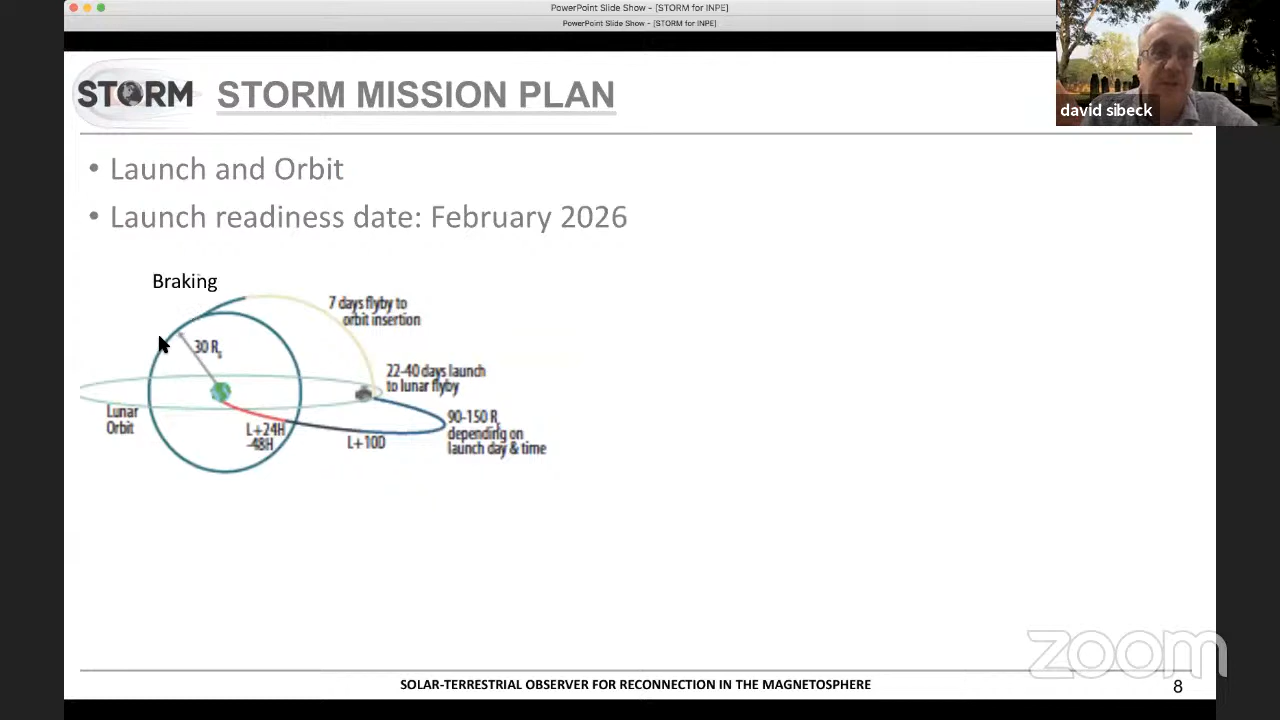 PowerPoint Slide Show - [STORM for INPE]
PowerPoint Slide Show - [STORM for INPE]
david sibeck
STORM
STORM MISSION PLAN
• Launch and Orbit
• Launch readiness date: February 2026
Braking
7 days flyby to
orbit insertion
30 R
22-40 days launch
to lunar flyby
Lunar
Orbit
L+24H
-48H
L+10D
90-150 R
depending on
launch day & time
zoom
SOLAR-TERRESTRIAL OBSERVER FOR RECONNECTION IN THE MAGNETOSPHERE
8